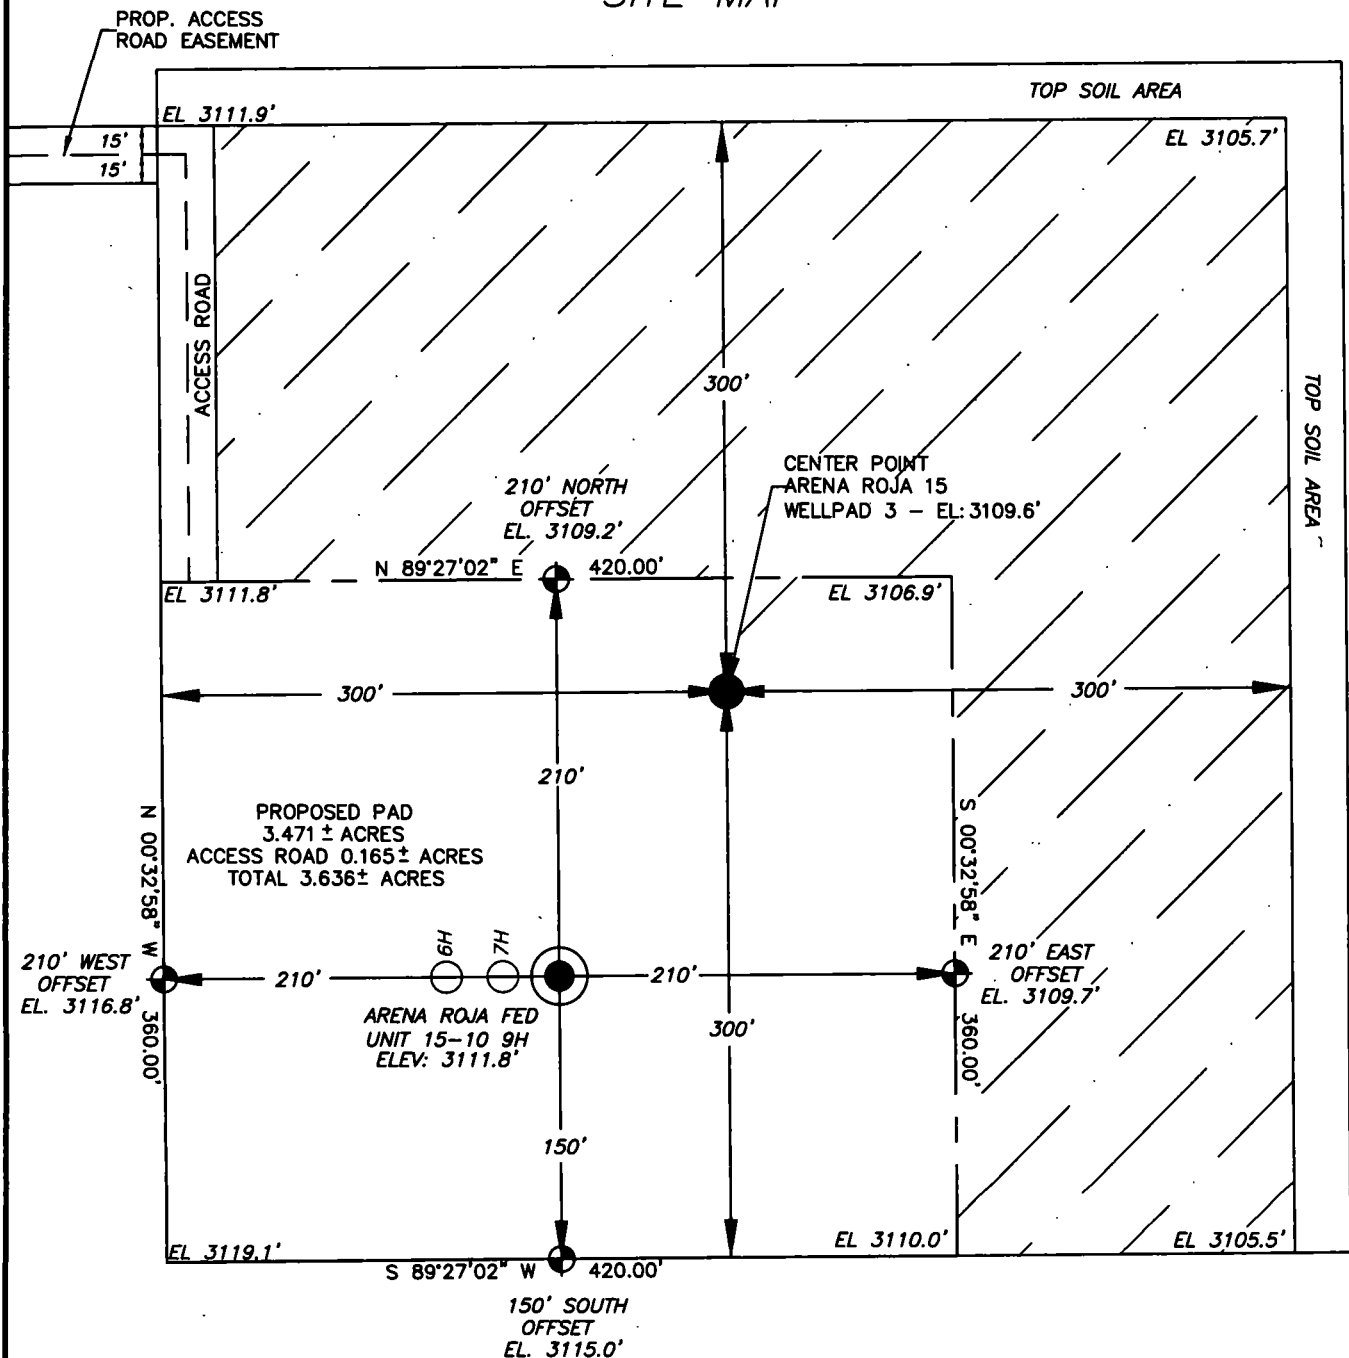 SITE MAP
PROP. ACCESS
ROAD EASEMENT
TOP SOIL AREA
EL 3111.9'
EL 3105.7'
15'
15'
ACCESS ROAD
300'
TOP SOIL AREA
CENTER POINT
ARENA ROJA 15
WELLPAD 3 - EL: 3109.6'
210' NORTH
OFFSET
EL. 3109.2'
N 89°27'02" E 420.00'
EL 3111.8'
EL 3106.9'
300'
300'
210'
PROPOSED PAD
3.471± ACRES
ACCESS ROAD 0.165± ACRES
TOTAL 3.636± ACRES
N 00°32'58" W 360.00'
S 00°32'58" E 360.00'
6H
7H
210' WEST
OFFSET
EL. 3116.8'
210'
210'
210' EAST
OFFSET
EL. 3109.7'
ARENA ROJA FED
UNIT 15-10 9H
ELEV: 3111.8'
300'
150'
EL 3119.1'
EL 3110.0'
EL 3105.5'
S 89°27'02" W 420.00'
150' SOUTH
OFFSET
EL. 3115.0'